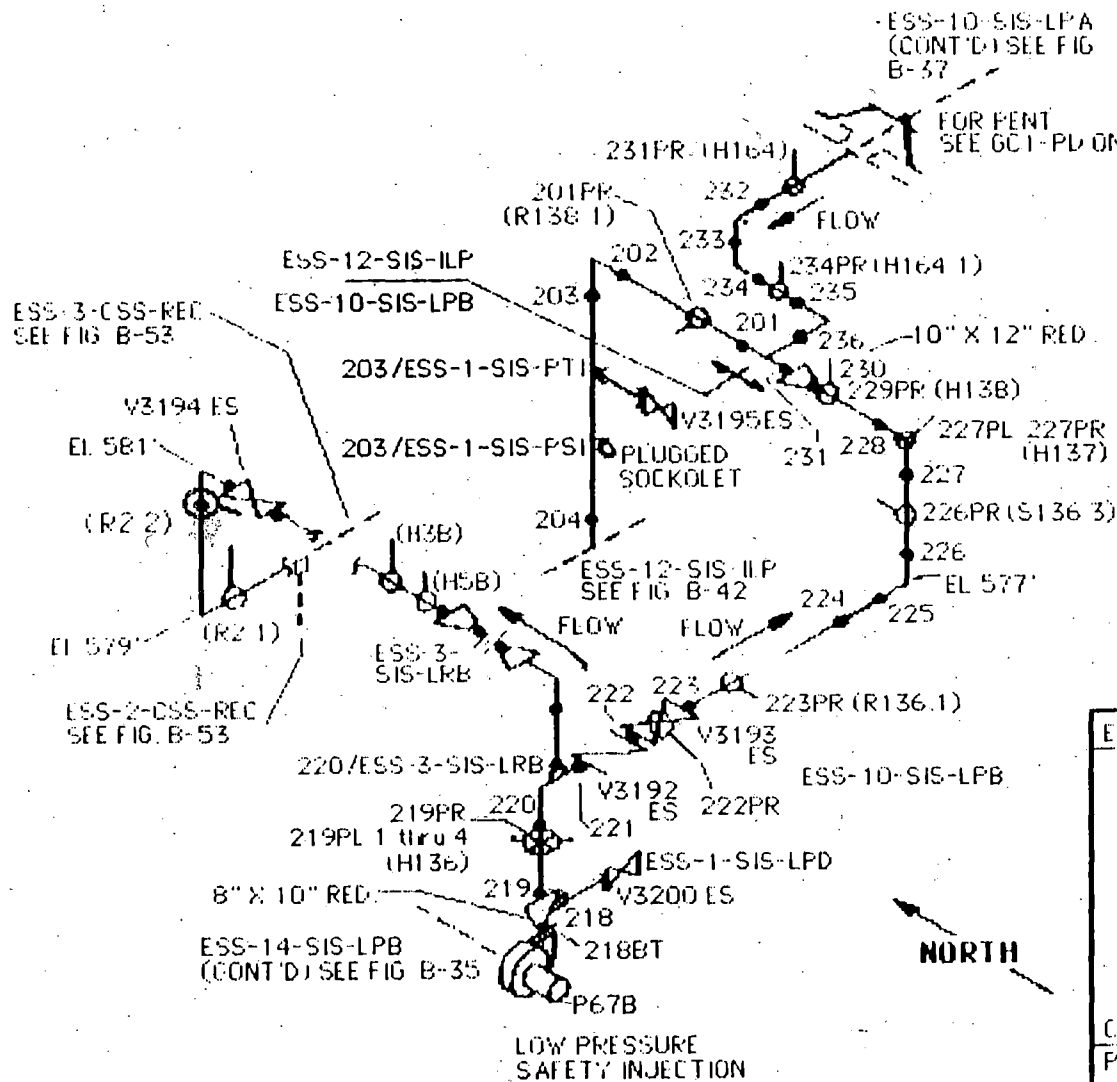 ESS-10-SIS-LPA
(CONT'D) SEE FIG
B-37
FOR PENT
SEE GC1-PD ON
231PR (H164)
232
201PR
(R138.1)
FLOW
233
202
234PR (H164.1)
234
235
ESS-12-SIS-ILP
ESS-10-SIS-LPB
203
201
236
10" X 12" RED.
ESS-3-CSS-REC
SEE FIG B-53
230
229PR (H138)
203/ESS-1-SIS-PT1
V3195ES
231
228
227PL 227PR
(H137)
V3194 ES
EL 581'
203/ESS-1-SIS-PS1
PLUGGED
SOCKOLET
227
226PR (S136.3)
(R2.2)
204
226
(H3B)
(H5B)
ESS-12-SIS-ILP
SEE FIG B-42
EL 577'
224
225
EL 579'
(R2.1)
FLOW
FLOW
ESS-3-
SIS-LRB
ESS-2-CSS-REC
SEE FIG. B-53
222
223
223PR (R136.1)
V3193
ES
220/ESS-3-SIS-LRB
V3192
ES
222PR
ESS-10-SIS-LPB
E
220
221
219PR
219PL 1 thru 4
(H136)
ESS-1-SIS-LPD
V3200 ES
219
8" X 10" RED.
218
218BT
ESS-14-SIS-LPB
(CONT'D) SEE FIG B-35
NORTH
P67B
LOW PRESSURE
SAFETY INJECTION
C
P